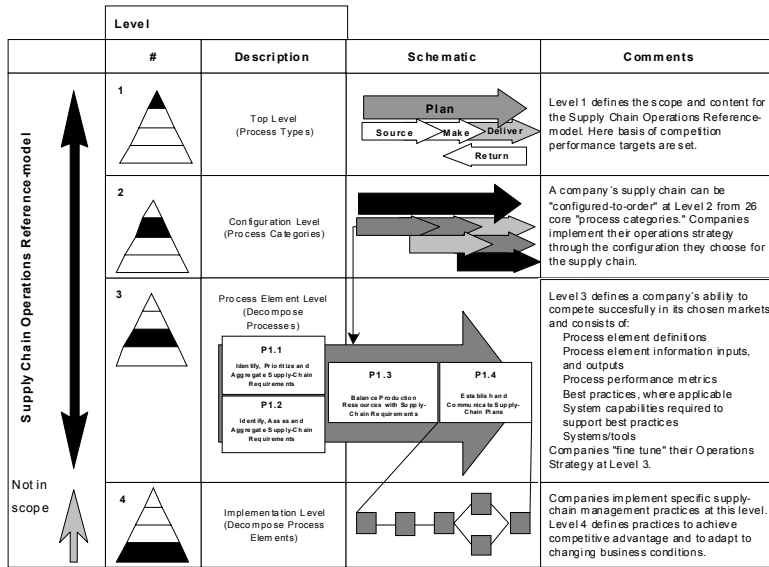 Level
#
Description
Schematic
Comments
Supply Chain Operations Reference-model
Not in
scope
1
Top Level
(Process Types)
Plan
Source
Make
Deliver
Return
Level 1 defines the scope and content for
the Supply Chain Operations Reference-
model. Here basis of competition
performance targets are set.
2
Configuration Level
(Process Categories)
A company´s supply chain can be
"configured-to-order" at Level 2 from 26
core "process categories." Companies
implement their operations strategy
through the configuration they choose for
the supply chain.
3
Process Element Level
(Decompose
Processes)
P1.1
Identify, Prioritize and
Aggregate Supply-Chain
Requirements
P1.2
Identify, Asses and
Aggregate Supply-Chain
Requirements
P1.3
Balance Production
Resources with Supply-
Chain Requirements
P1.4
Establish and
Communicate Supply-
Chain Plans
Level 3 defines a company´s ability to
compete succesfully in its chosen markets
and consists of:
Process element definitions
Process element information inputs,
and outputs
Process performance metrics
Best practices, where applicable
System capabilities required to
support best practices
Systems/tools
Companies "fine tune" their Operations
Strategy at Level 3.
4
Implementation Level
(Decompose Process
Elements)
Companies implement specific supply-
chain management practices at this level.
Level 4 defines practices to achieve
competitive advantage and to adapt to
changing business conditions.